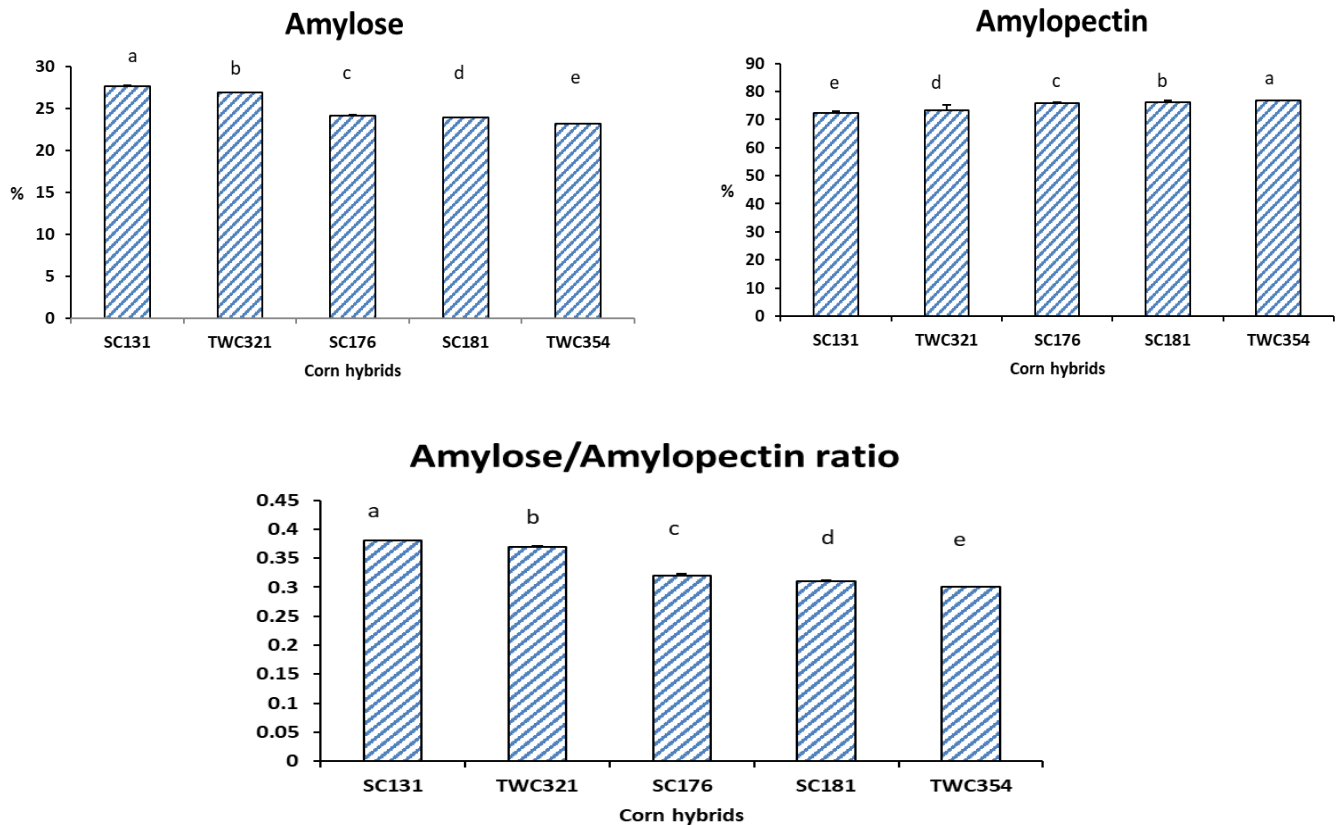 Amylose
30
25
20
15
10
5
0
%
a
b
c
d
e
SC131 TWC321 SC176 SC181 TWC354
Corn hybrids
Amylopectin
90
80
70
60
50
40
30
20
10
0
%
e
d
c
b
a
SC131 TWC321 SC176 SC181 TWC354
Corn hybrids
Amylose/Amylopectin ratio
0.45
0.4
0.35
0.3
0.25
0.2
0.15
0.1
0.05
0
a
b
c
d
e
SC131 TWC321 SC176 SC181 TWC354
Corn hybrids